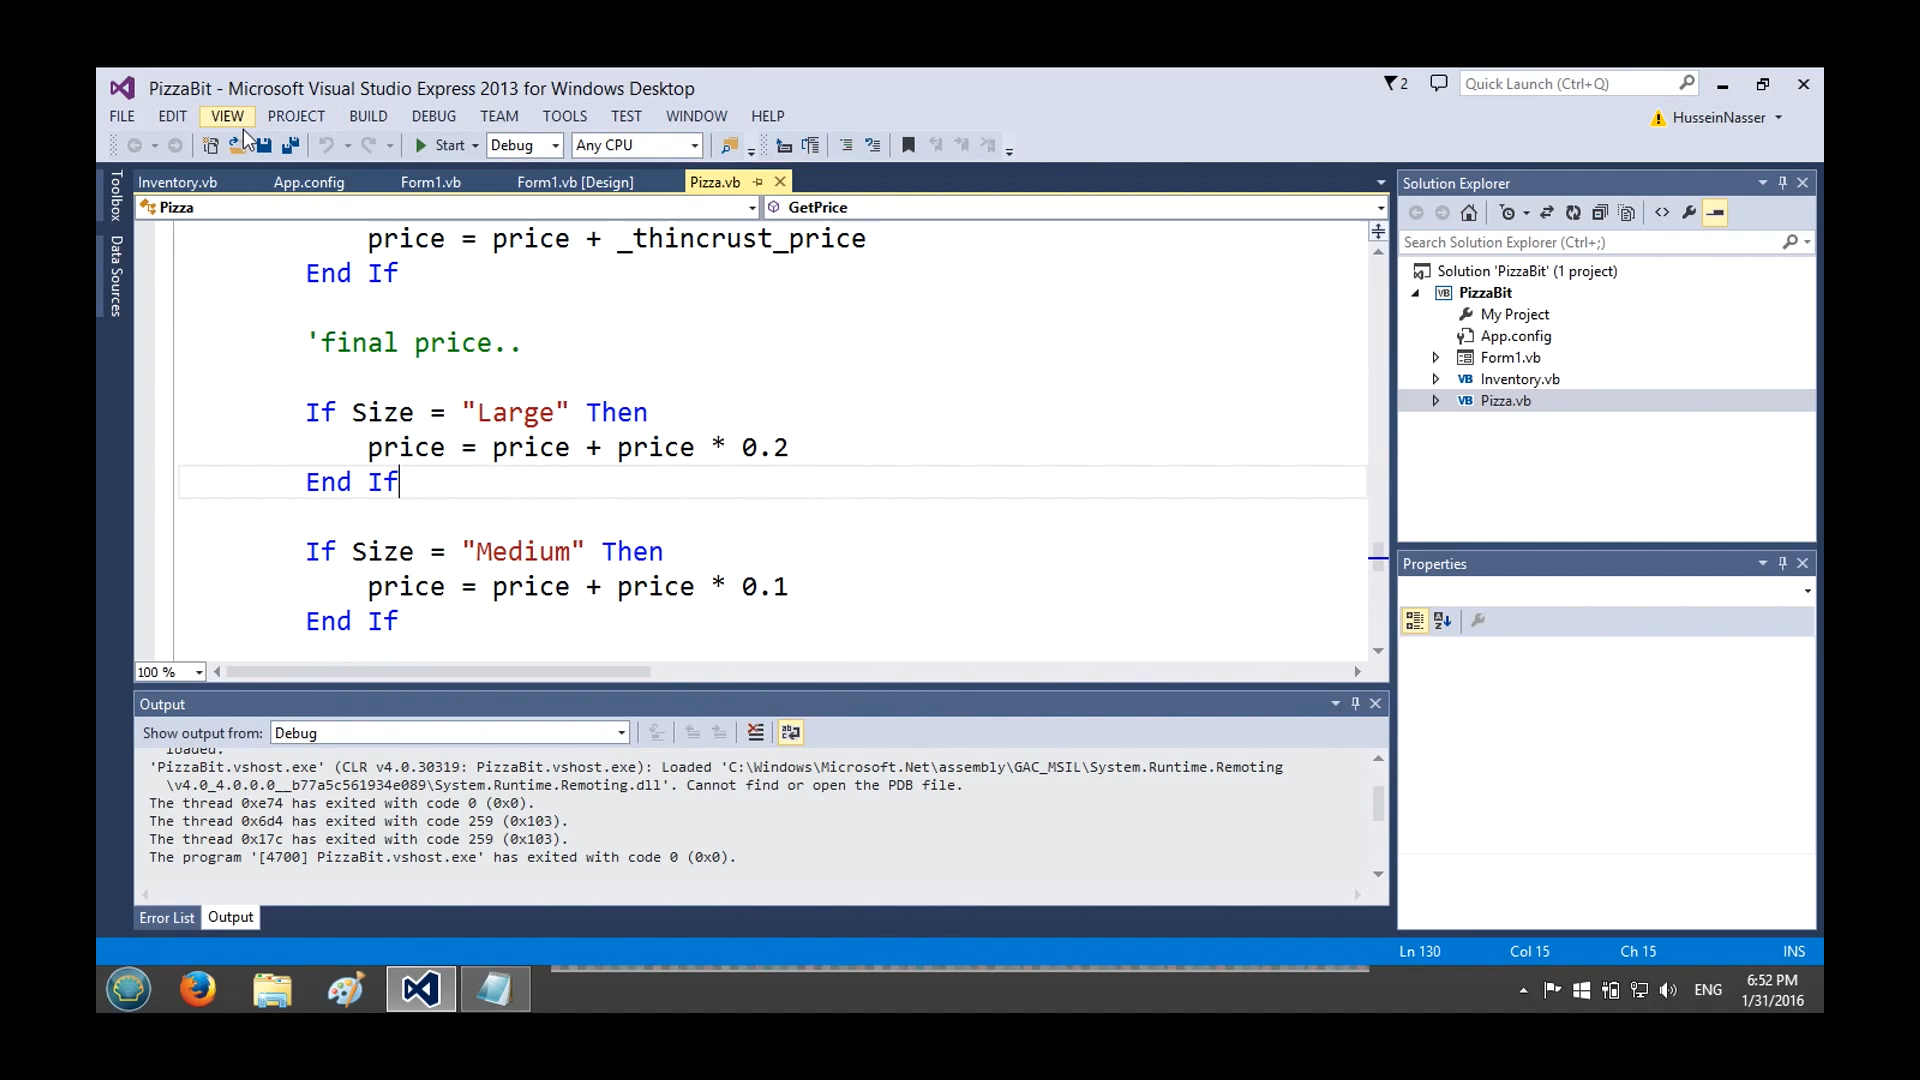 PizzaBit - Microsoft Visual Studio Express 2013 for Windows Desktop
2
Quick Launch (Ctrl+Q)
FILE EDIT VIEW PROJECT BUILD DEBUG TEAM TOOLS TEST WINDOW HELP
HusseinNasser
Start Debug Any CPU
Toolbox
Data Sources
Inventory.vb App.config Form1.vb Form1.vb [Design] Pizza.vb
Pizza GetPrice
price = price + _thincrust_price
End If
'final price..
If Size = "Large" Then
price = price + price * 0.2
End If
If Size = "Medium" Then
price = price + price * 0.1
End If
100 %
Output
Show output from: Debug
loaded.
'PizzaBit.vshost.exe' (CLR v4.0.30319: PizzaBit.vshost.exe): Loaded 'C:\Windows\Microsoft.Net\assembly\GAC_MSIL\System.Runtime.Remoting
\v4.0_4.0.0.0__b77a5c561934e089\System.Runtime.Remoting.dll'. Cannot find or open the PDB file.
The thread 0xe74 has exited with code 0 (0x0).
The thread 0x6d4 has exited with code 259 (0x103).
The thread 0x17c has exited with code 259 (0x103).
The program '[4700] PizzaBit.vshost.exe' has exited with code 0 (0x0).
Error List Output
Solution Explorer
Search Solution Explorer (Ctrl+;)
Solution 'PizzaBit' (1 project)
VB PizzaBit
My Project
App.config
Form1.vb
VB Inventory.vb
VB Pizza.vb
Properties
Ln 130 Col 15 Ch 15 INS
ENG
6:52 PM
1/31/2016